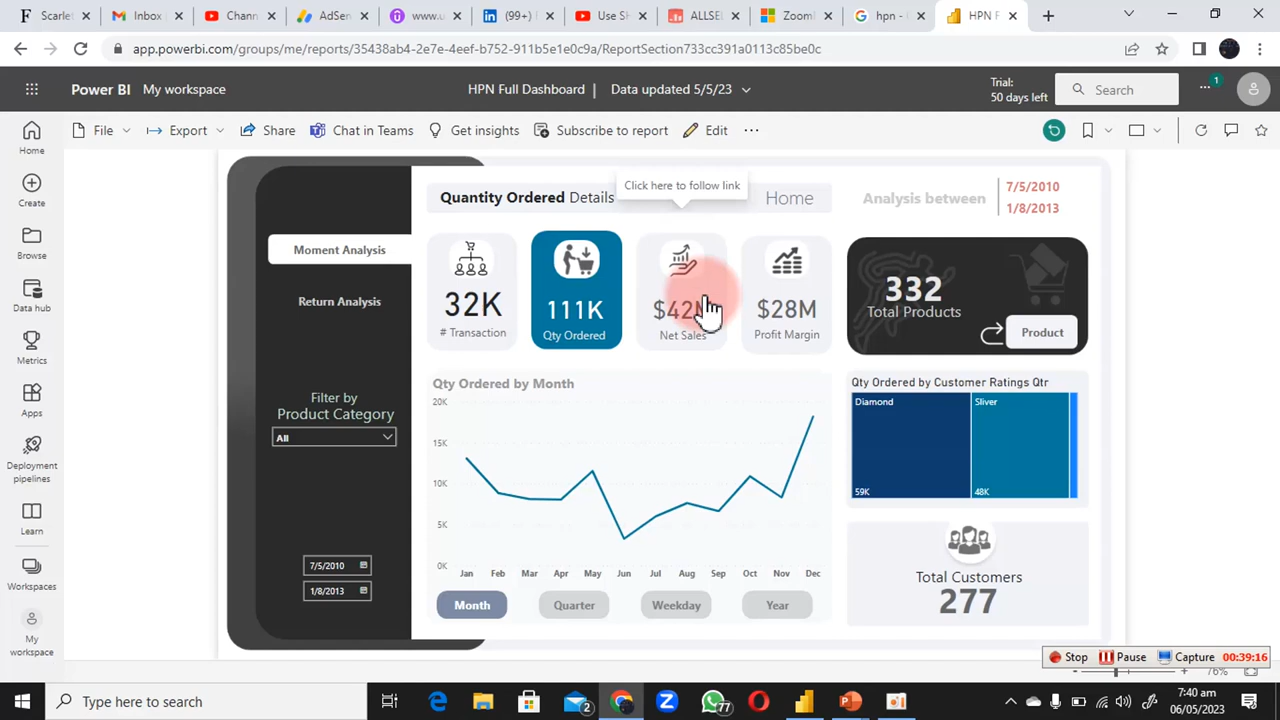 Scarlet
Inbox
Chann
AdSen
www.u
(99+)
Use SH
ALLSEL
Zoomi
hpn -
HPN F
app.powerbi.com/groups/me/reports/35438ab4-2e7e-4eef-b752-911b5e1e0c9a/ReportSection733cc391a0113c85be0c
Power BI My workspace
HPN Full Dashboard | Data updated 5/5/23
Trial:
50 days left
Search
1
File Export Share Chat in Teams Get insights Subscribe to report Edit
Home
Create
Browse
Data hub
Metrics
Apps
Deployment
pipelines
Learn
Workspaces
My
workspace
Moment Analysis
Return Analysis
Filter by
Product Category
All
7/5/2010
1/8/2013
Quantity Ordered Details
Click here to follow link
Home
Analysis between
7/5/2010
1/8/2013
32K
# Transaction
111K
Qty Ordered
$42M
Net Sales
$28M
Profit Margin
332
Total Products
Product
Qty Ordered by Month
20K
15K
10K
5K
0K
Jan Feb Mar Apr May Jun Jul Aug Sep Oct Nov Dec
Month Quarter Weekday Year
Qty Ordered by Customer Ratings Qtr
Diamond
Sliver
59K
48K
Total Customers
277
Stop Pause Capture 00:39:16
76%
Type here to search
2
77
7:40 am
06/05/2023